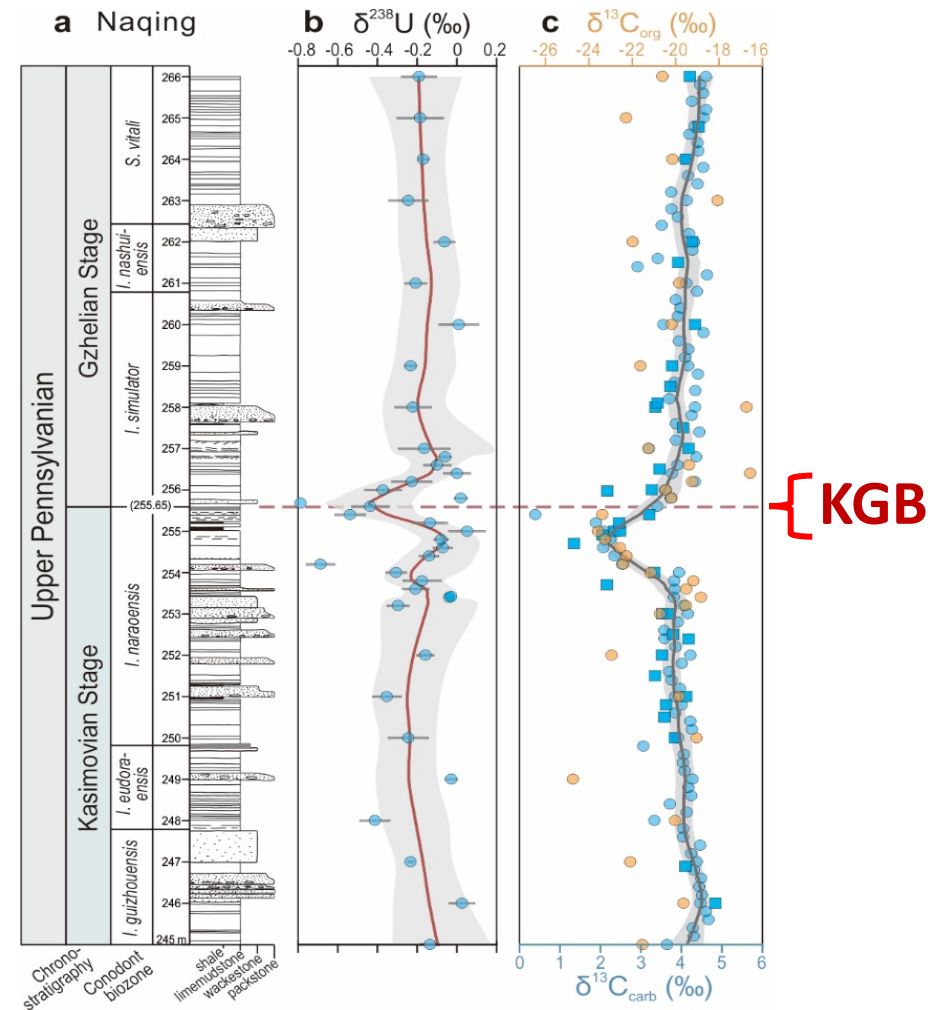 a Naqing
b δ²³⁸U (‰)
c δ¹³Corg (‰)
-0.8 -0.4 -0.2 0 0.2
-26 -24 -22 -20 -18 -16
Upper Pennsylvanian
Gzhelian Stage
Kasimovian Stage
S. vitali
I. nashui-
ensis
I. simulator
I. naraoensis
I. eudora-
ensis
I. guizhouensis
266
265
264
263
262
261
260
259
258
257
256
(255.65)
255
254
253
252
251
250
249
248
247
246
245 m
KGB
Chrono-
stratigraphy
Conodont
biozone
shale
limemudstone
wackestone
packstone
0 1 2 3 4 5 6
δ¹³Ccarb (‰)